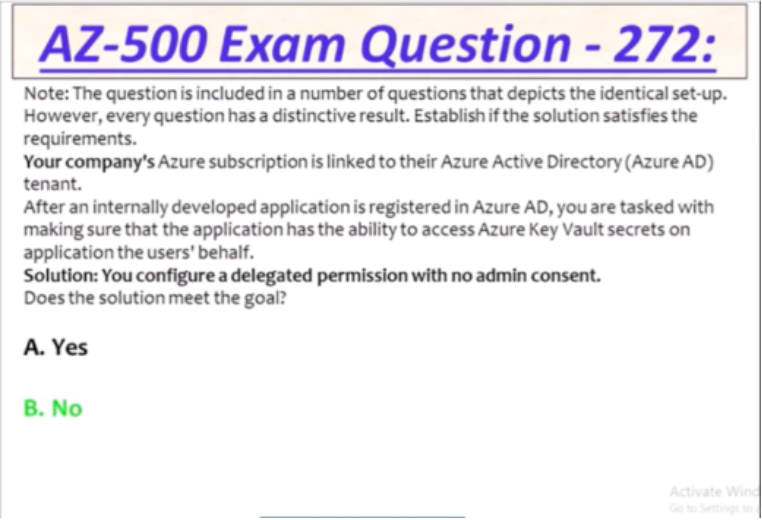 AZ-500 Exam Question - 272:
Note: The question is included in a number of questions that depicts the identical set-up.
However, every question has a distinctive result. Establish if the solution satisfies the
requirements.
Your company's Azure subscription is linked to their Azure Active Directory (Azure AD)
tenant.
After an internally developed application is registered in Azure AD, you are tasked with
making sure that the application has the ability to access Azure Key Vault secrets on
application the users' behalf.
Solution: You configure a delegated permission with no admin consent.
Does the solution meet the goal?
A. Yes
B. No
Activate Wind
Go to Settings to